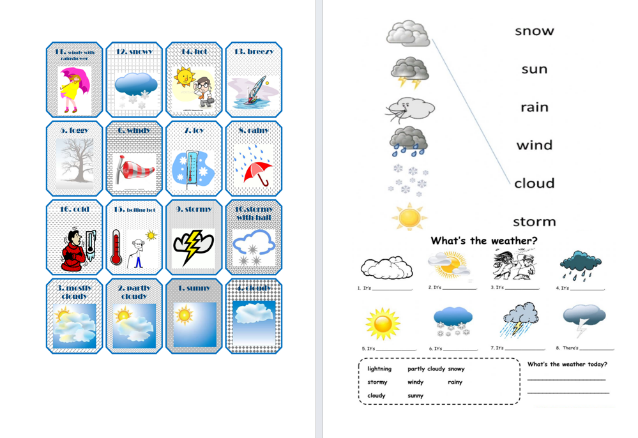 11. windy with
rainshower
12. snowy
14. hot
13. breezy
5. foggy
6. windy
7. icy
8. rainy
16. cold
15. boiling hot
9. stormy
10. stormy
with hail
3. mostly
cloudy
2. partly
cloudy
1. sunny
4. cloudy
snow
sun
rain
wind
cloud
storm
What's the weather?
1. It's
2. It's
3. It's
4. It's
5. It's
6. It's
7. It's
8. There's
lightning partly cloudy snowy
stormy windy rainy
cloudy sunny
What's the weather today?